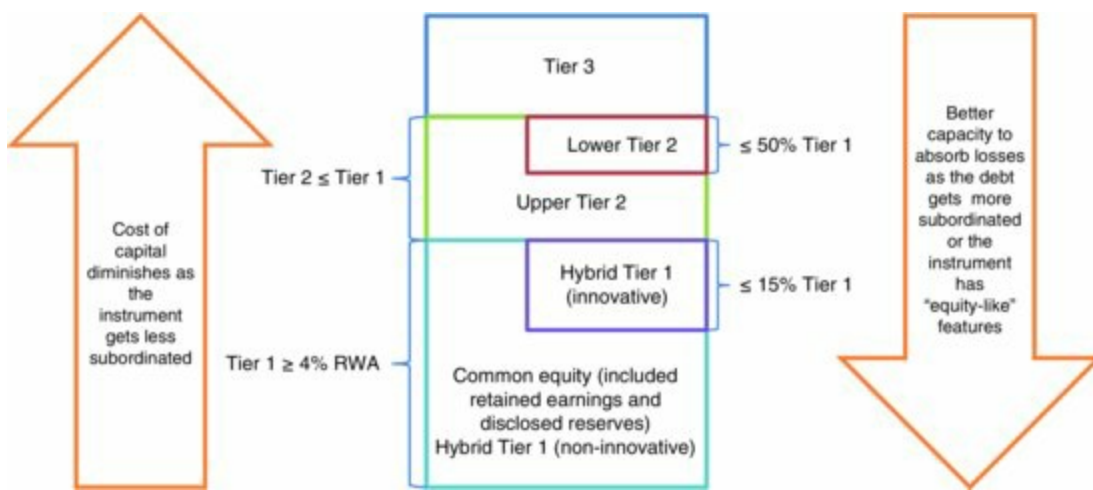 Cost of
capital
diminishes as
the
instrument
gets less
subordinated
Tier 2 ≤ Tier 1
Tier 1 ≥ 4% RWA
Tier 3
Lower Tier 2
Upper Tier 2
Hybrid Tier 1
(innovative)
Common equity (included
retained earnings and
disclosed reserves)
Hybrid Tier 1 (non-innovative)
≤ 50% Tier 1
≤ 15% Tier 1
Better
capacity to
absorb losses
as the debt
gets more
subordinated
or the
instrument
has
“equity-like”
features